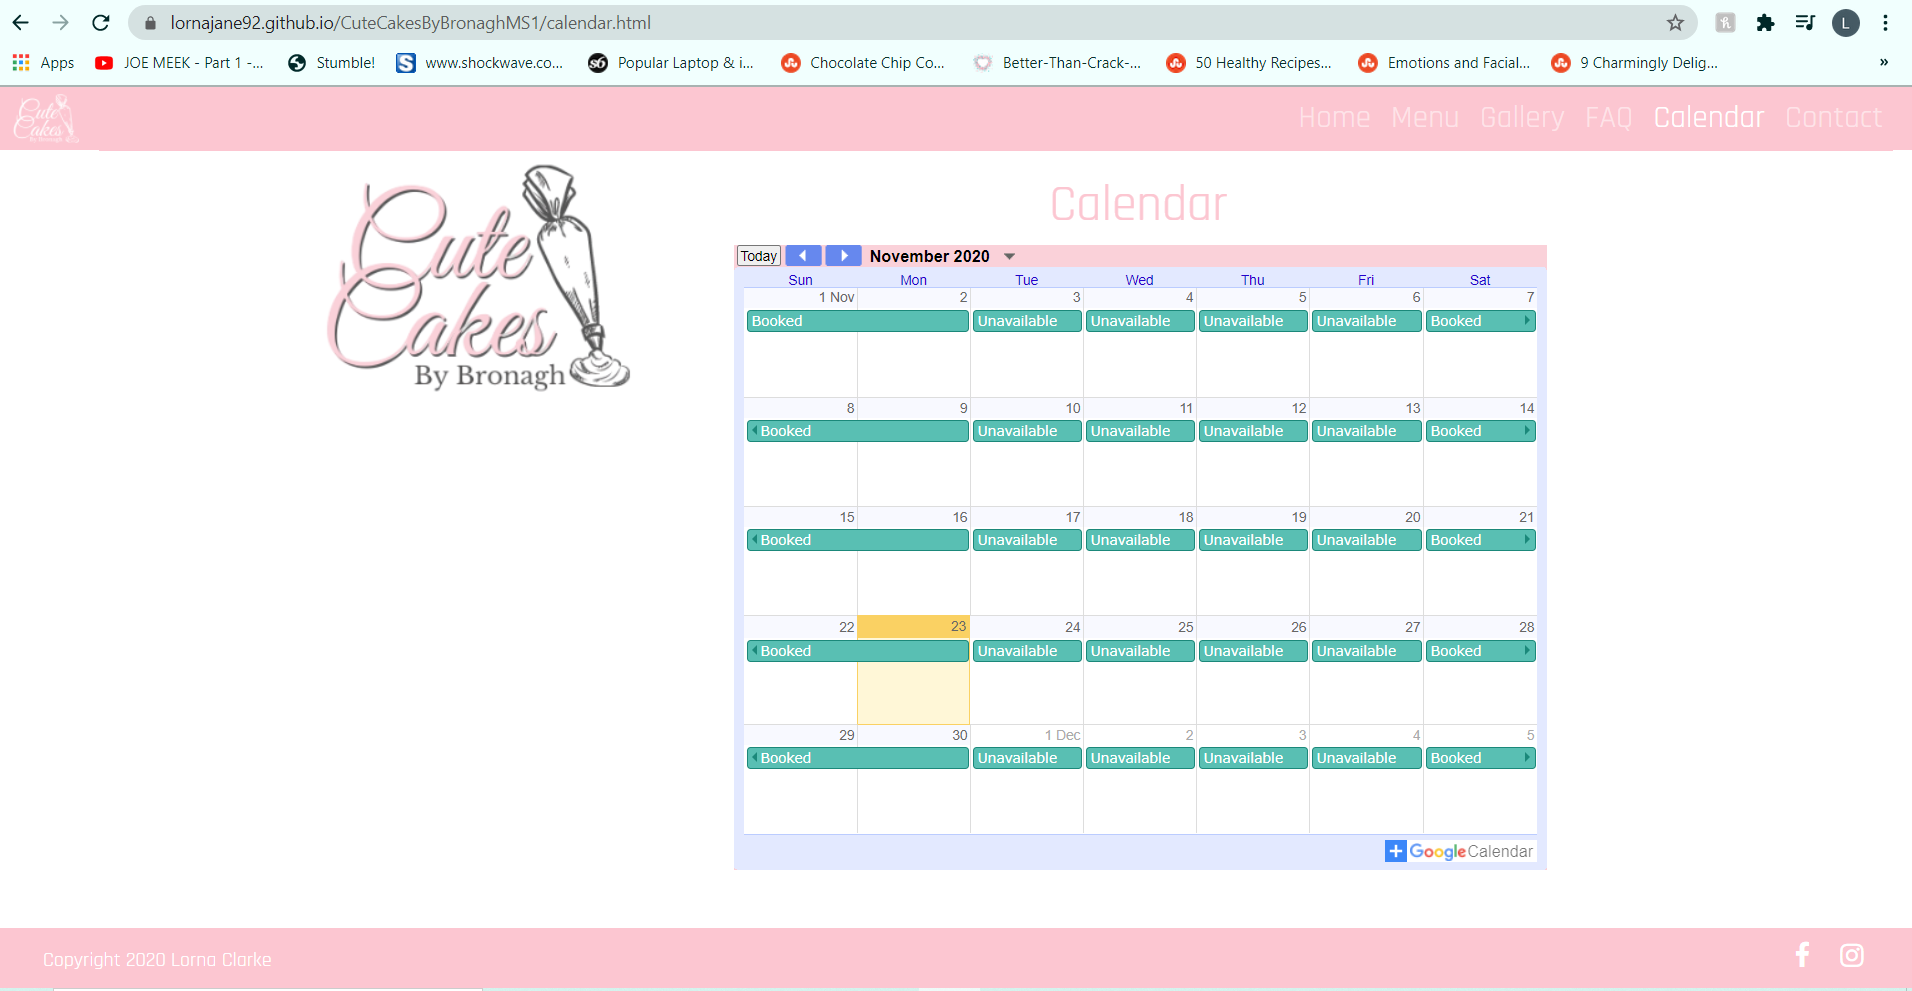 lornajane92.github.io/CuteCakesByBronaghMS1/calendar.html
L
Apps JOE MEEK - Part 1 -... Stumble! www.shockwave.co... Popular Laptop & i... Chocolate Chip Co... Better-Than-Crack-... 50 Healthy Recipes... Emotions and Facial... 9 Charmingly Delig... »
Cute
Cakes
By Bronagh
Home Menu Gallery FAQ Calendar Contact
Cute
Cakes
By Bronagh
Calendar
Today November 2020
Sun Mon Tue Wed Thu Fri Sat
1 Nov 2 3 4 5 6 7
Booked Unavailable Unavailable Unavailable Unavailable Booked
8 9 10 11 12 13 14
Booked Unavailable Unavailable Unavailable Unavailable Booked
15 16 17 18 19 20 21
Booked Unavailable Unavailable Unavailable Unavailable Booked
22 23 24 25 26 27 28
Booked Unavailable Unavailable Unavailable Unavailable Booked
29 30 1 Dec 2 3 4 5
Booked Unavailable Unavailable Unavailable Unavailable Booked
+ GoogleCalendar
Copyright 2020 Lorna Clarke